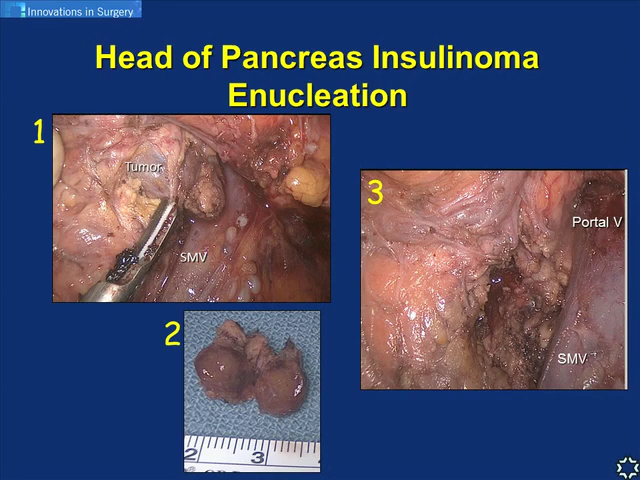 Innovations in Surgery
Head of Pancreas Insulinoma
Enucleation
1
Tumor
SMV
2
2
3
3
Portal V
SMV